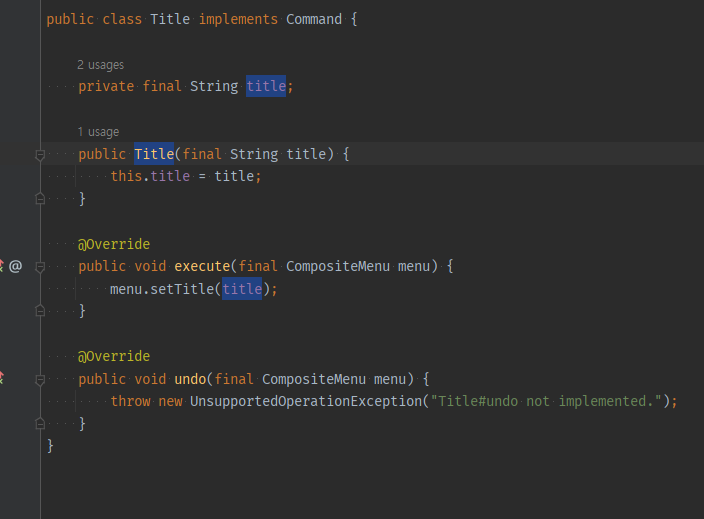 public class Title implements Command {
2 usages
private final String title;
1 usage
public Title(final String title) {
this.title = title;
}
@Override
@ public void execute(final CompositeMenu menu) {
menu.setTitle(title);
}
@Override
public void undo(final CompositeMenu menu) {
throw new UnsupportedOperationException("Title#undo not implemented.");
}
}